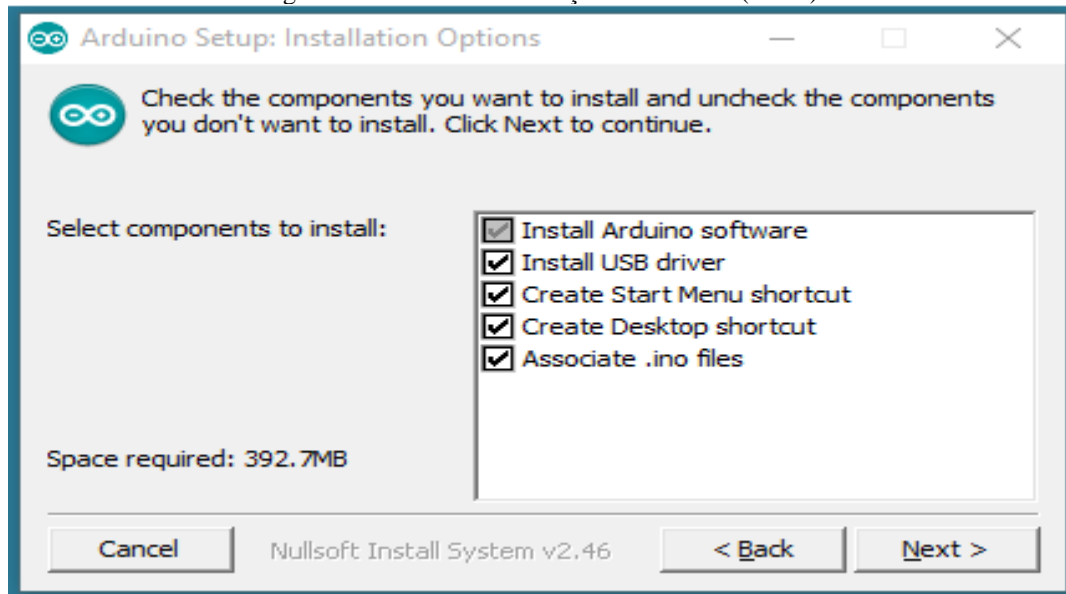 Arduino Setup: Installation Options
Check the components you want to install and uncheck the components
you don't want to install. Click Next to continue.
Select components to install:
Install Arduino software
Install USB driver
Create Start Menu shortcut
Create Desktop shortcut
Associate .ino files
Space required: 392.7MB
Cancel
Nullsoft Install System v2.46
< Back
Next >